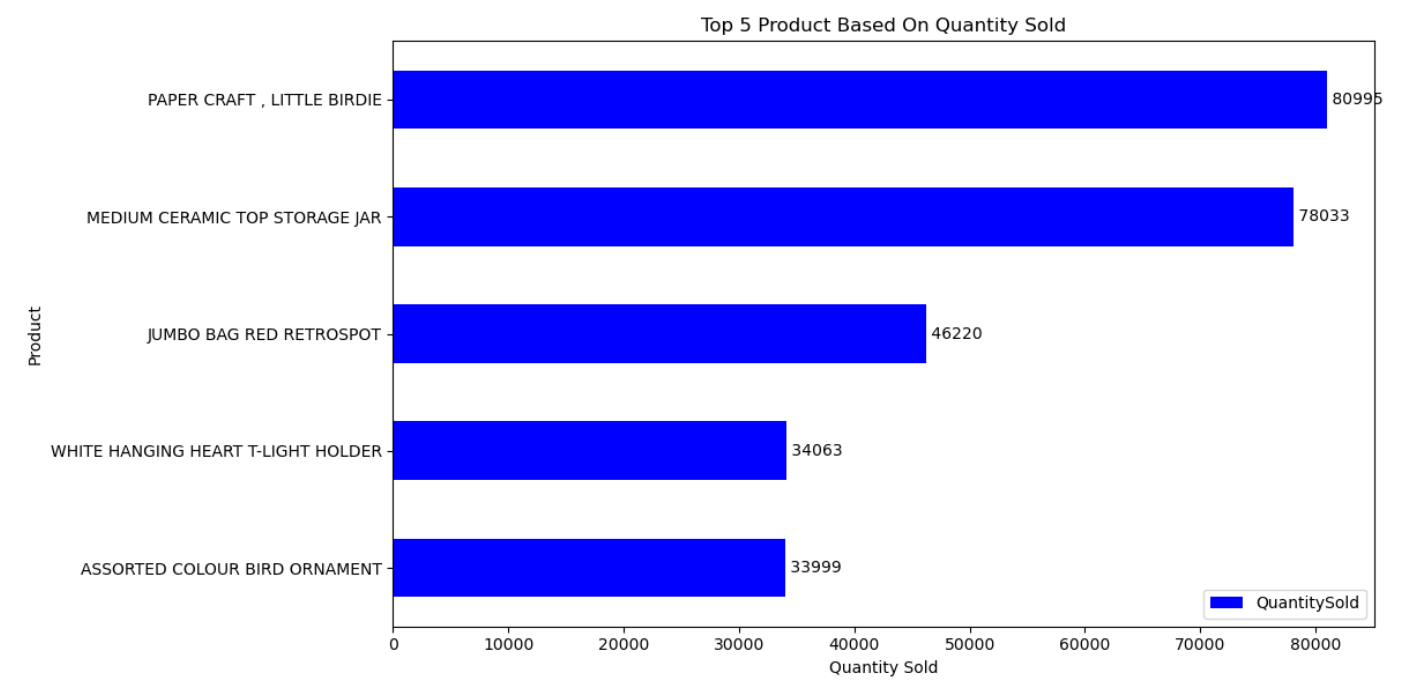 Top 5 Product Based On Quantity Sold
PAPER CRAFT , LITTLE BIRDIE
80995
MEDIUM CERAMIC TOP STORAGE JAR
78033
Product
JUMBO BAG RED RETROSPOT
46220
WHITE HANGING HEART T-LIGHT HOLDER
34063
ASSORTED COLOUR BIRD ORNAMENT
33999
QuantitySold
0 10000 20000 30000 40000 50000 60000 70000 80000
Quantity Sold